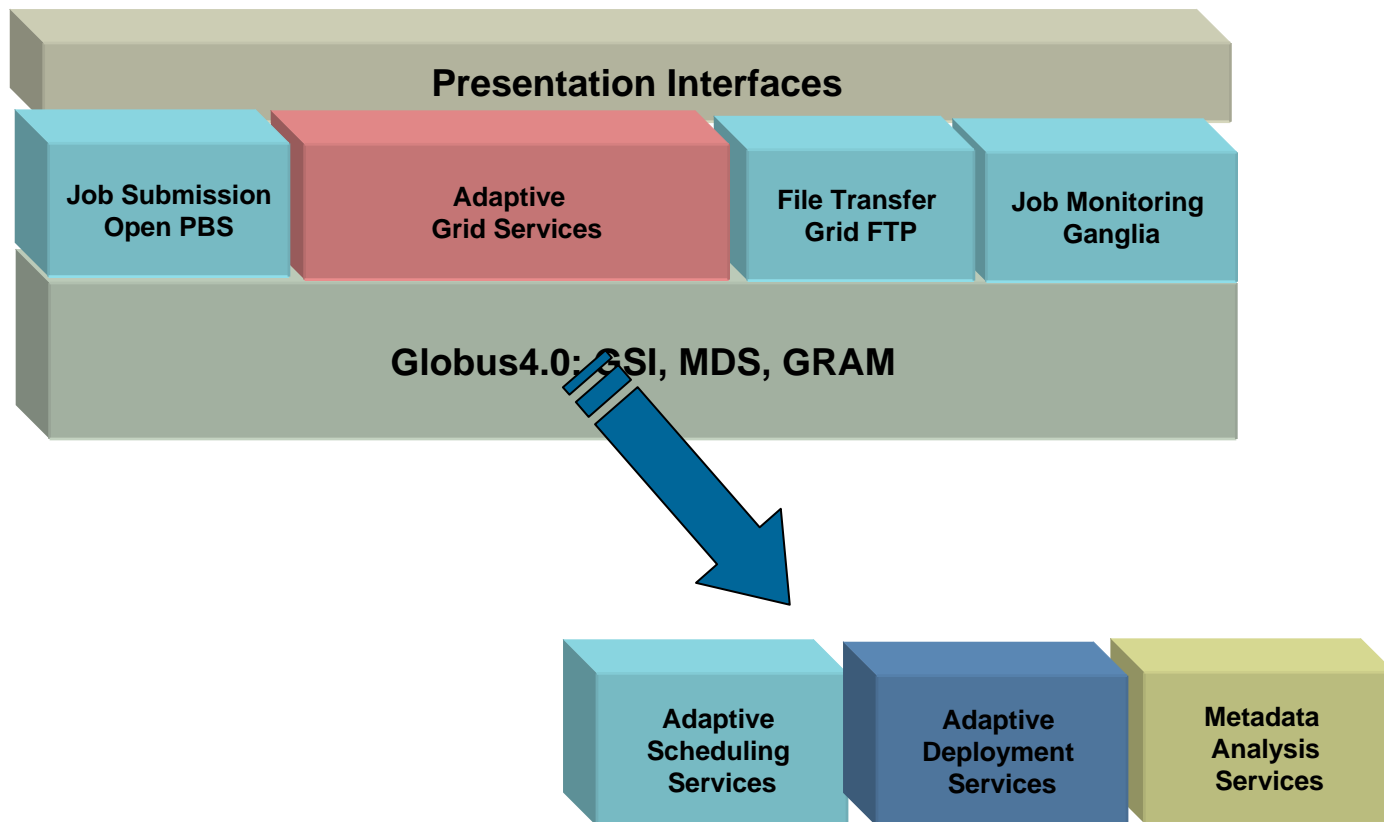 Presentation Interfaces
Job Submission
Open PBS
Adaptive
Grid Services
File Transfer
Grid FTP
Job Monitoring
Ganglia
Globus4.0: GSI, MDS, GRAM
Adaptive
Scheduling
Services
Adaptive
Deployment
Services
Metadata
Analysis
Services